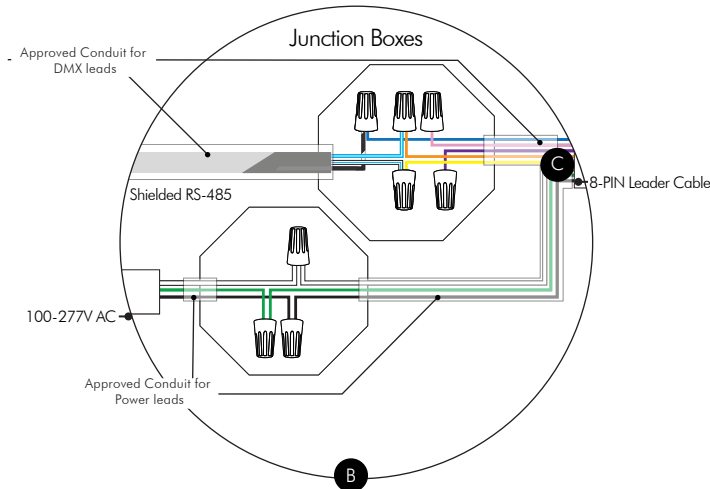 Junction Boxes
Approved Conduit for
DMX leads
C
8-PIN Leader Cable
Shielded RS-485
100-277V AC
Approved Conduit for
Power leads
B